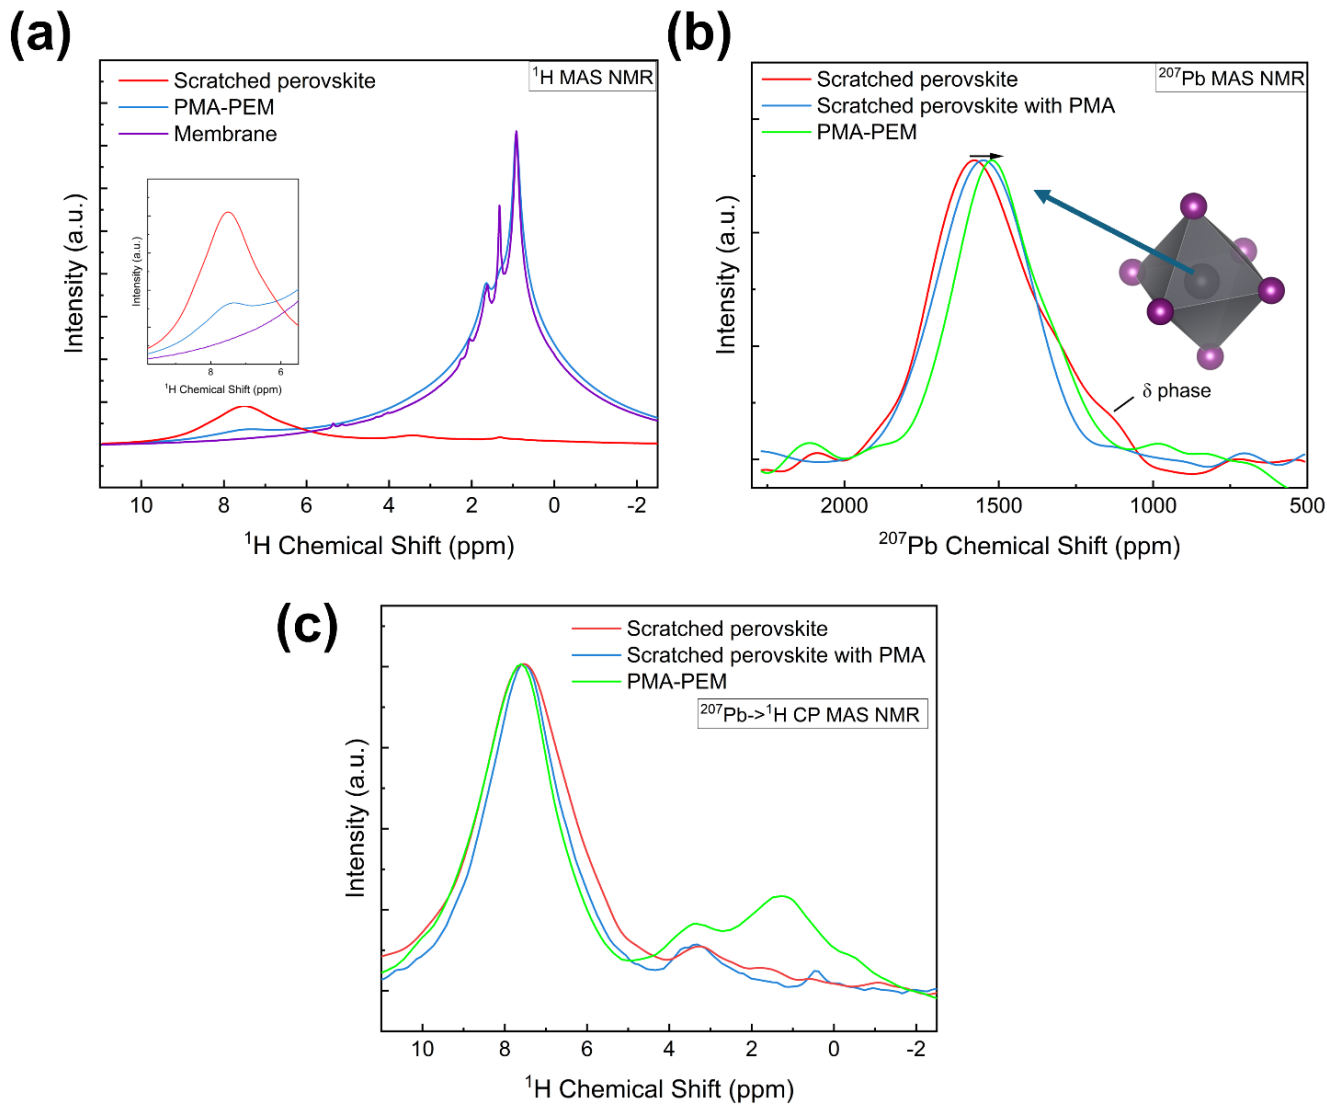 (a)
Scratched perovskite
PMA-PEM
Membrane
¹H MAS NMR
Intensity (a.u.)
Intensity (a.u.)
8 6
¹H Chemical Shift (ppm)
10 8 6 4 2 0 -2
¹H Chemical Shift (ppm)
(b)
Scratched perovskite
Scratched perovskite with PMA
PMA-PEM
²⁰⁷Pb MAS NMR
Intensity (a.u.)
δ phase
2000 1500 1000 500
²⁰⁷Pb Chemical Shift (ppm)
(c)
Scratched perovskite
Scratched perovskite with PMA
PMA-PEM
²⁰⁷Pb->¹H CP MAS NMR
Intensity (a.u.)
10 8 6 4 2 0 -2
¹H Chemical Shift (ppm)